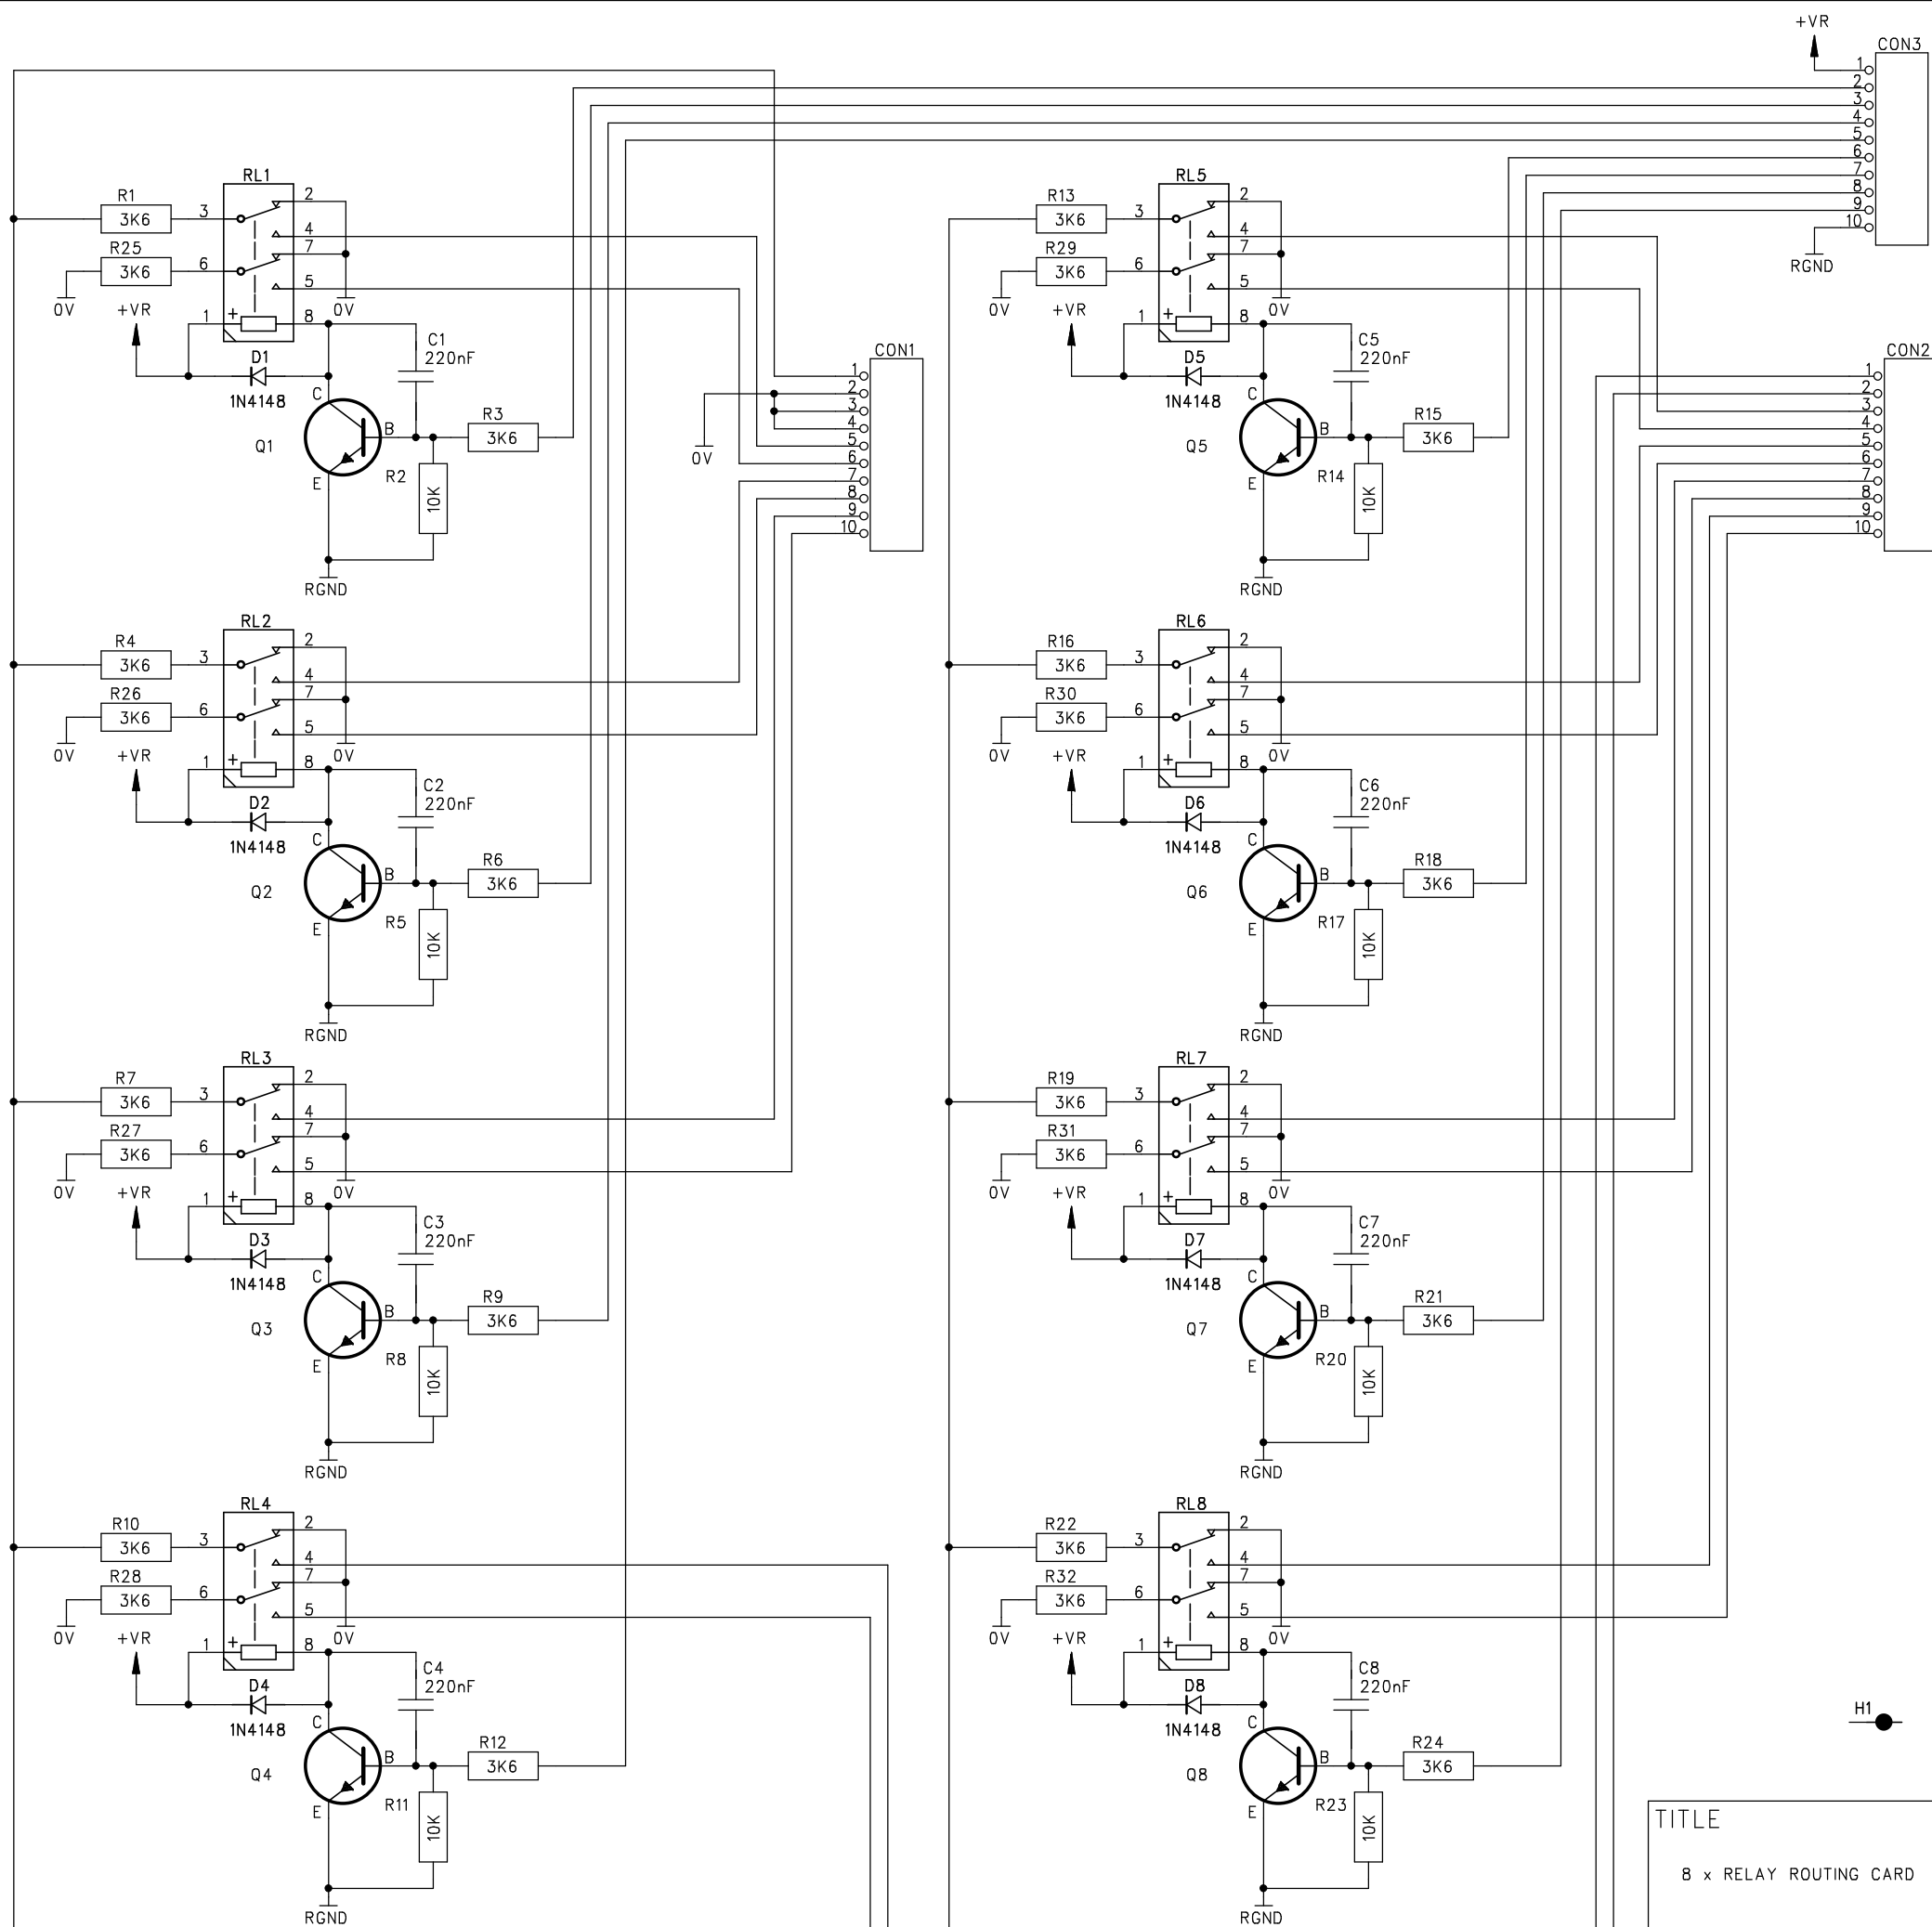 +VR
CON3
1
2
3
4
5
6
7
8
9
10
RGND
RL1
R1
3K6
3
2
4
R25
3K6
6
7
5
0V
+VR
1
+
8
0V
D1
1N4148
C1
220nF
C
B
E
Q1
R3
3K6
R2
10K
RGND
CON1
1
2
3
4
5
6
7
8
9
10
0V
RL5
R13
3K6
3
2
4
R29
3K6
6
7
5
0V
+VR
1
+
8
0V
D5
1N4148
C5
220nF
C
B
E
Q5
R15
3K6
R14
10K
RGND
CON2
1
2
3
4
5
6
7
8
9
10
RL2
R4
3K6
3
2
4
R26
3K6
6
7
5
0V
+VR
1
+
8
0V
D2
1N4148
C2
220nF
C
B
E
Q2
R6
3K6
R5
10K
RGND
RL6
R16
3K6
3
2
4
R30
3K6
6
7
5
0V
+VR
1
+
8
0V
D6
1N4148
C6
220nF
C
B
E
Q6
R18
3K6
R17
10K
RGND
RL3
R7
3K6
3
2
4
R27
3K6
6
7
5
0V
+VR
1
+
8
0V
D3
1N4148
C3
220nF
C
B
E
Q3
R9
3K6
R8
10K
RGND
RL7
R19
3K6
3
2
4
R31
3K6
6
7
5
0V
+VR
1
+
8
0V
D7
1N4148
C7
220nF
C
B
E
Q7
R21
3K6
R20
10K
RGND
RL4
R10
3K6
3
2
4
R28
3K6
6
7
5
0V
+VR
1
+
8
0V
D4
1N4148
C4
220nF
C
B
E
Q4
R12
3K6
R11
10K
RGND
RL8
R22
3K6
3
2
4
R32
3K6
6
7
5
0V
+VR
1
+
8
0V
D8
1N4148
C8
220nF
C
B
E
Q8
R24
3K6
R23
10K
RGND
H1
TITLE
8 x RELAY ROUTING CARD